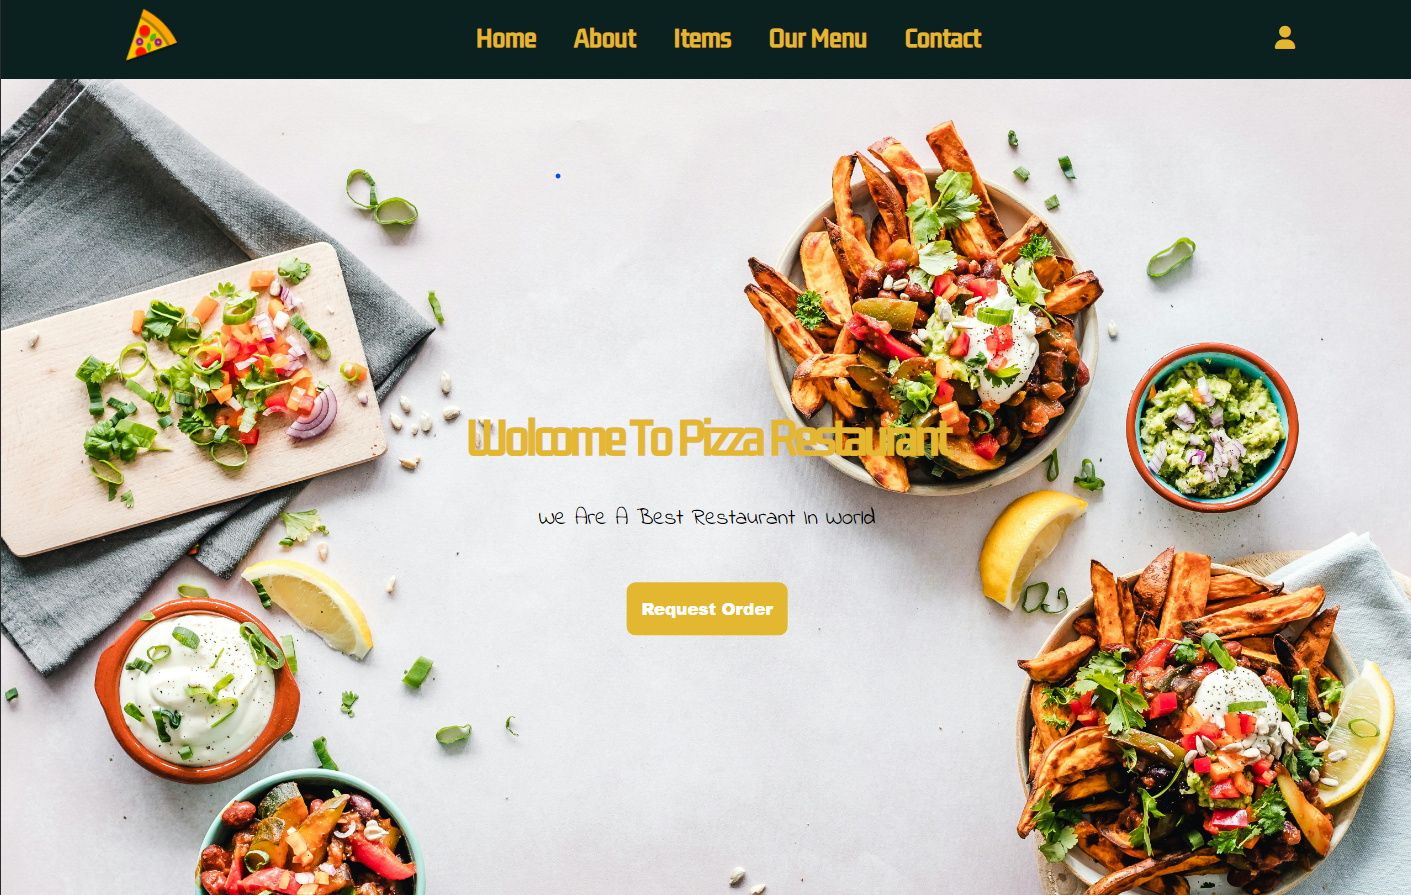 Home About Items Our Menu Contact
Wolcome To Pizza Restaurant
We Are A Best Restaurant In World
Request Order